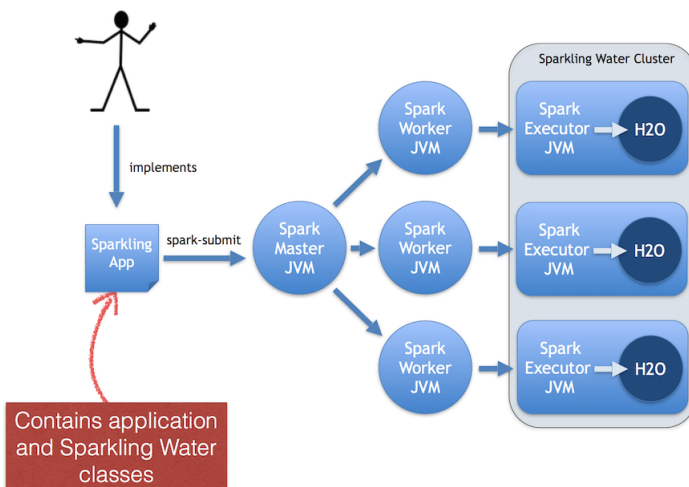 Sparkling Water Cluster
Spark
Worker
JVM
Spark
Executor
JVM
H2O
implements
Sparkling
App
spark-submit
Spark
Master
JVM
Spark
Worker
JVM
Spark
Executor
JVM
H2O
Spark
Worker
JVM
Spark
Executor
JVM
H2O
Contains application
and Sparkling Water
classes